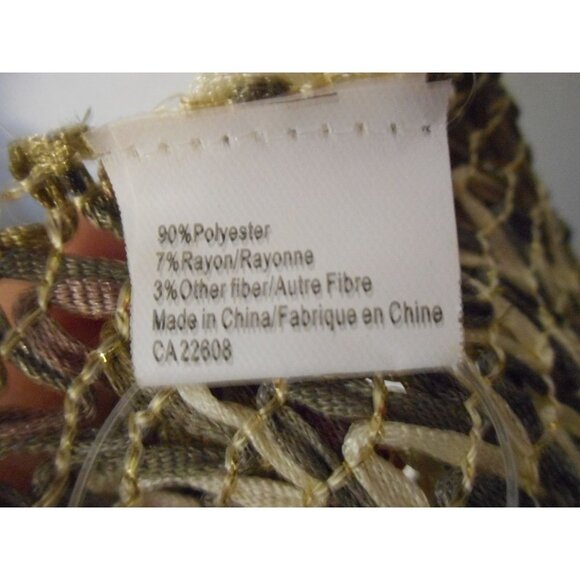 90%Polyester
7%Rayon/Rayonne
3%Other fiber/Autre Fibre
Made in China/Fabrique en Chine
CA 22608